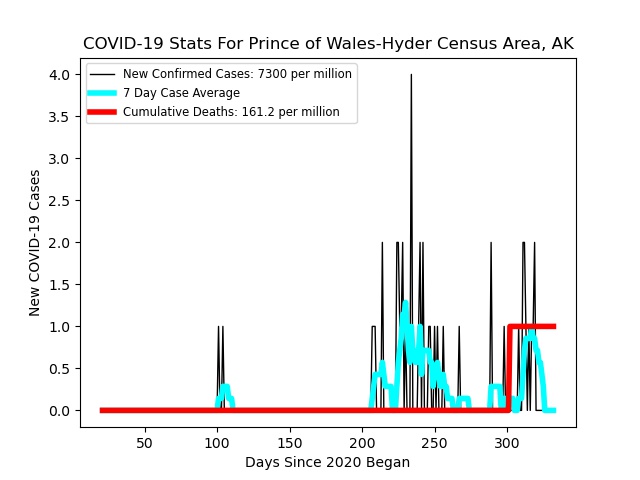 COVID-19 Stats For Prince of Wales-Hyder Census Area, AK
New Confirmed Cases: 7300 per million
7 Day Case Average
Cumulative Deaths: 161.2 per million
New COVID-19 Cases
4.0
3.5
3.0
2.5
2.0
1.5
1.0
0.5
0.0
50 100 150 200 250 300
Days Since 2020 Began